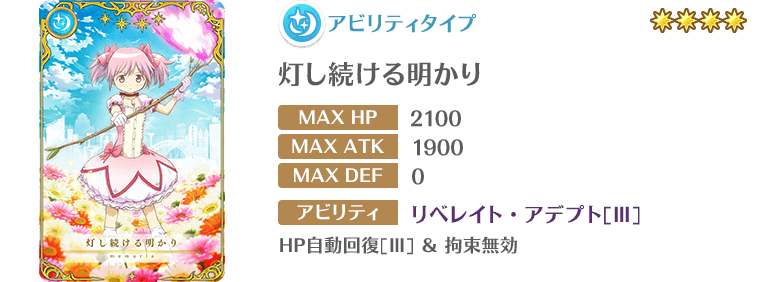 アビリティタイプ
灯し続ける明かり
MAX HP 2100
MAX ATK 1900
MAX DEF 0
アビリティ リベレイト・アデプト[Ⅲ]
HP自動回復[Ⅲ] & 拘束無効
灯し続ける明かり
memoria